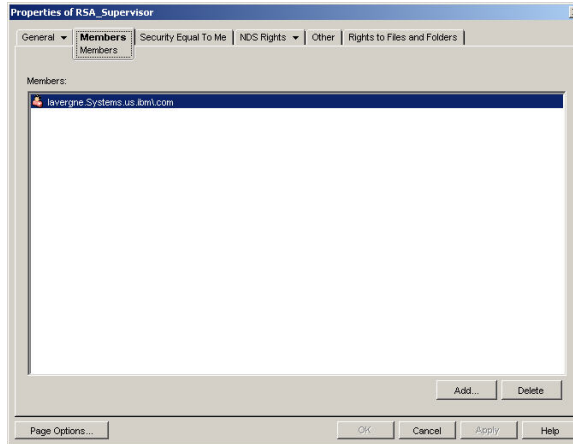 Properties of RSA_Supervisor
General Members Security Equal To Me NDS Rights Other Rights to Files and Folders
Members
Members:
lavergne.Systems.us.ibm\.com
Add... Delete
Page Options... OK Cancel Apply Help